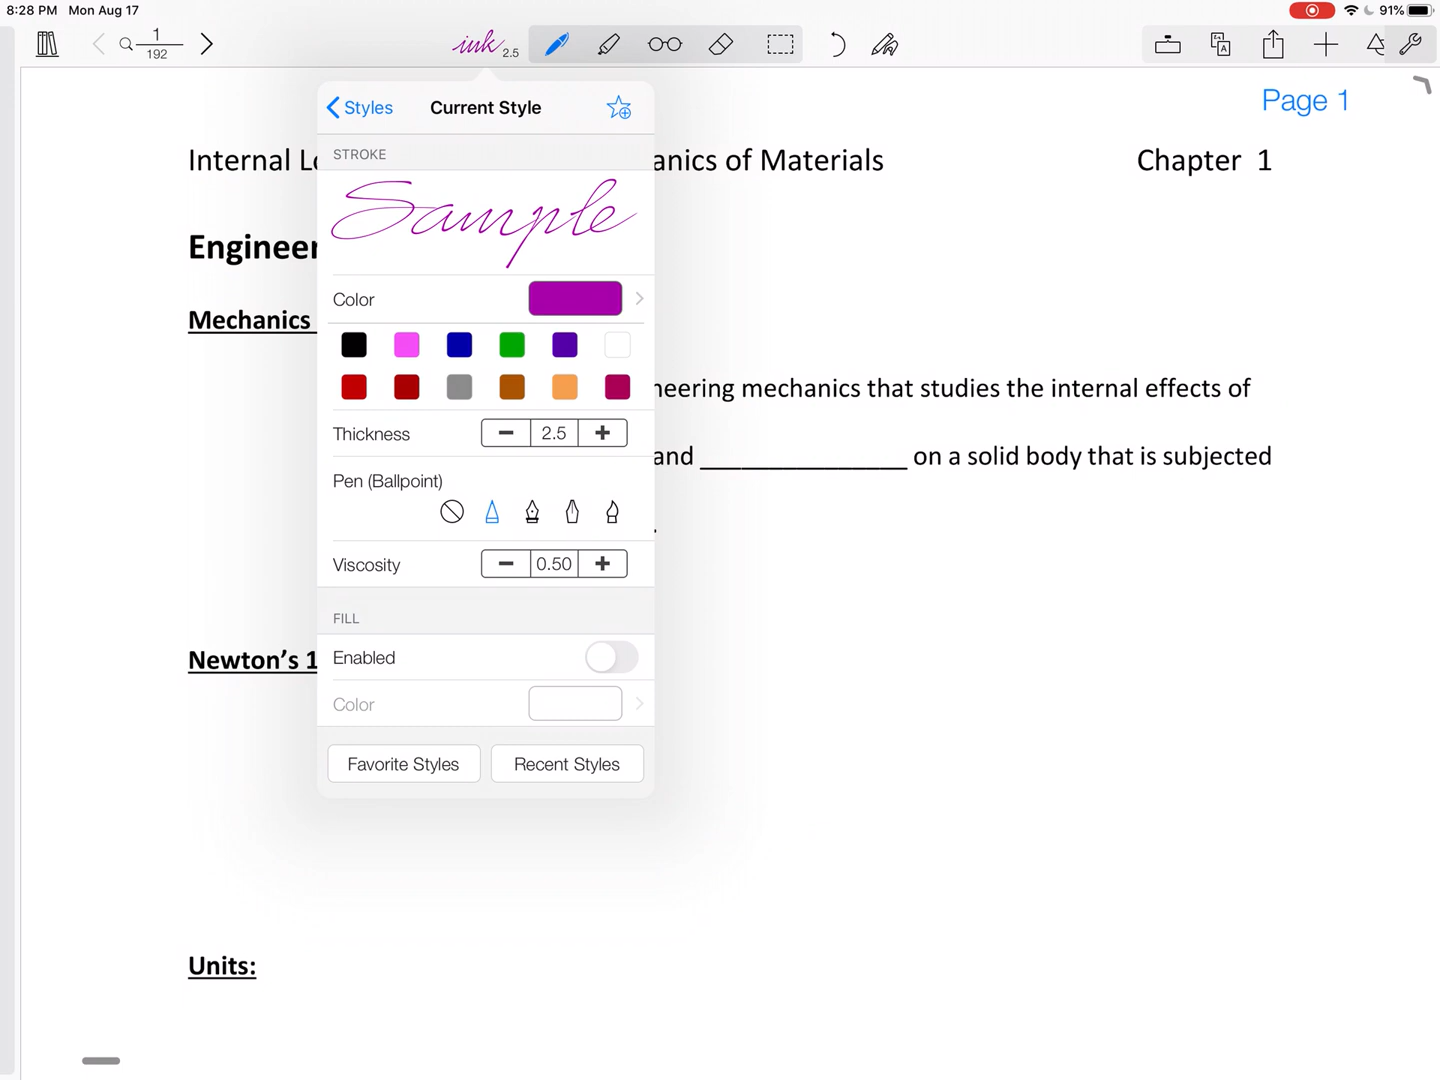 8:28 PM Mon Aug 17
91%
1
192
ink 2.5
Page 1
Styles
Current Style
Internal Lo
anics of Materials
Chapter 1
STROKE
Sample
Engineer
Color
Mechanics
neering mechanics that studies the internal effects of
Thickness
2.5
and _______________ on a solid body that is subjected
Pen (Ballpoint)
.
Viscosity
0.50
FILL
Newton's 1
Enabled
Color
Favorite Styles
Recent Styles
Units: